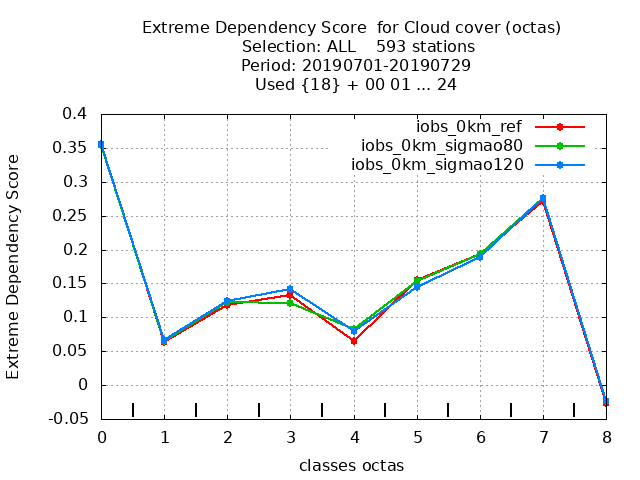 Extreme Dependency Score  for Cloud cover (octas)
Selection: ALL    593 stations
Period: 20190701-20190729
Used {18} + 00 01 ... 24
iobs_0km_ref
iobs_0km_sigmao80
iobs_0km_sigmao120
Extreme Dependency Score
0.4
0.35
0.3
0.25
0.2
0.15
0.1
0.05
0
-0.05
0 1 2 3 4 5 6 7 8
classes octas